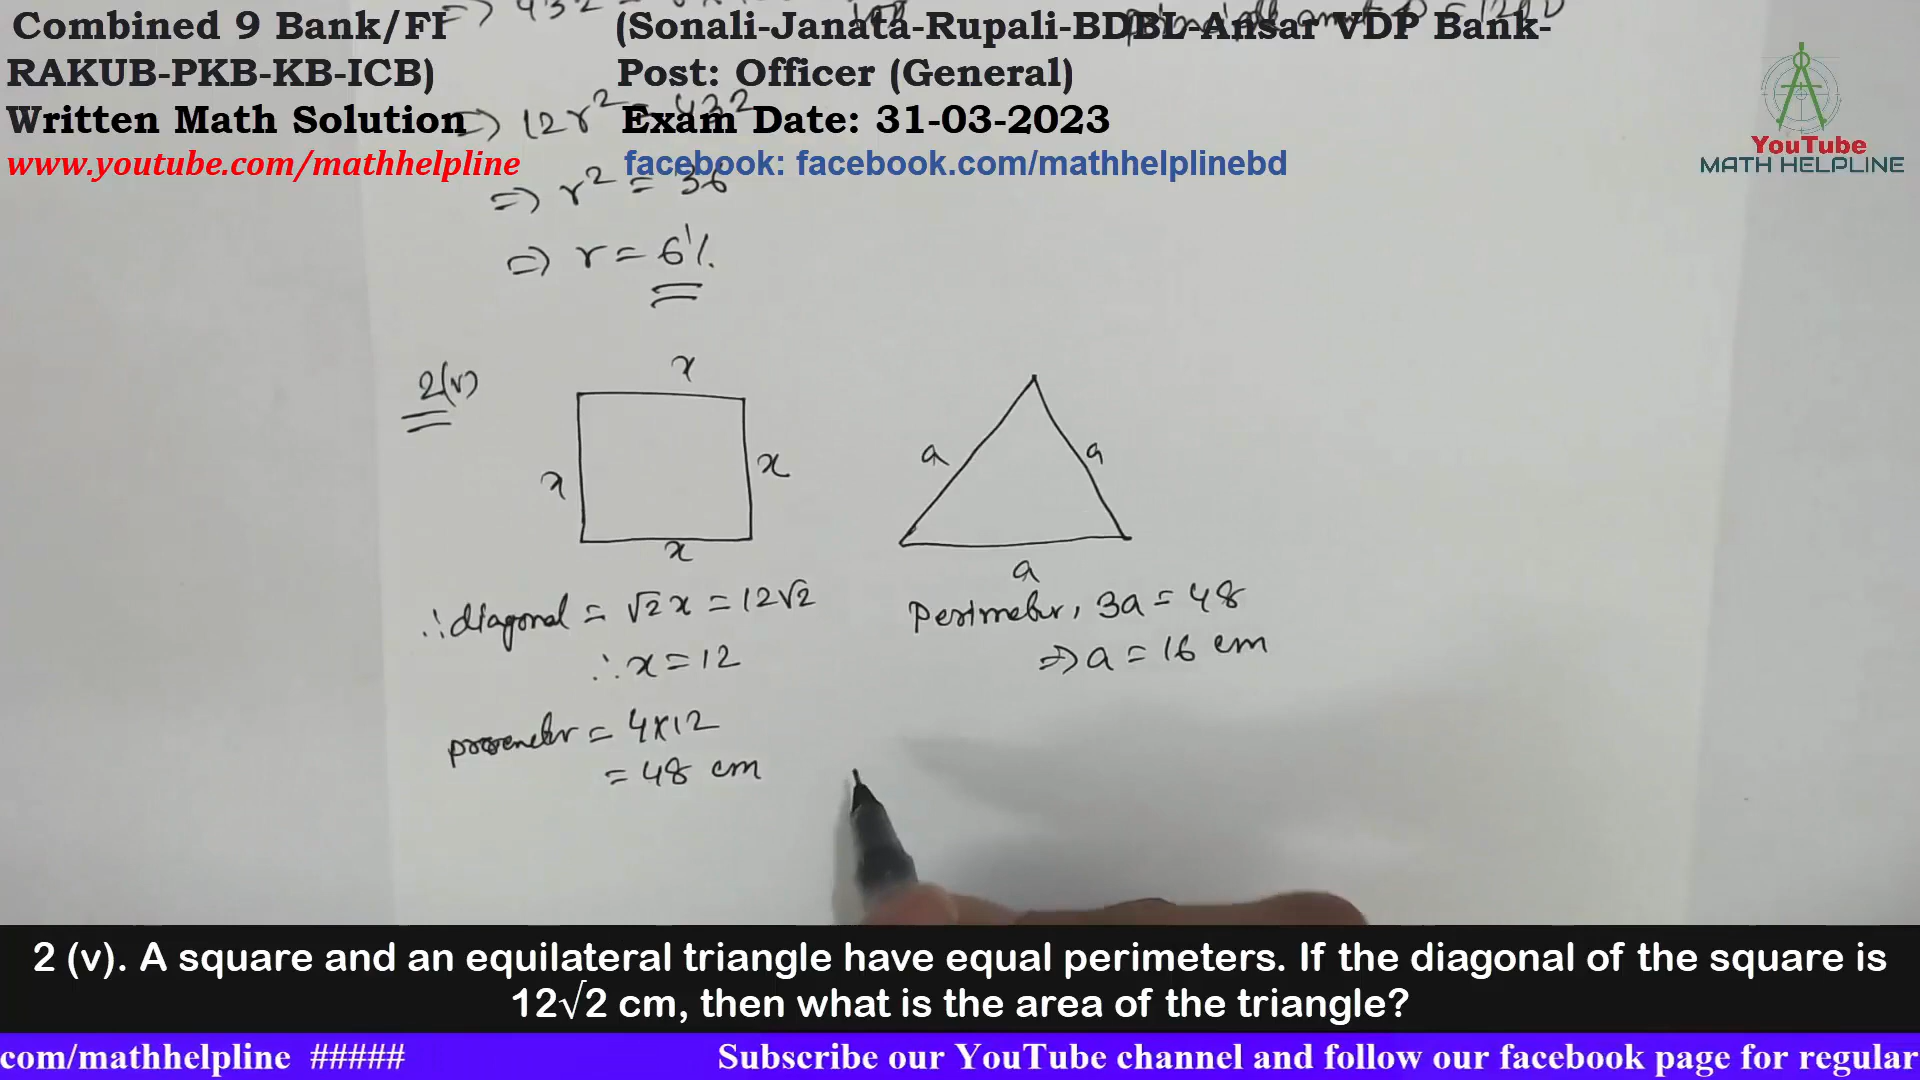 => 432 =
Combined 9 Bank/FI (Sonali-Janata-Rupali-BDBL-Ansar VDP Bank-
RAKUB-PKB-KB-ICB) Post: Officer (General)
=> 12r² = 432
Written Math Solution Exam Date: 31-03-2023
www.youtube.com/mathhelpline facebook: facebook.com/mathhelplinebd
YouTube
MATH HELPLINE
=> r² = 36
=> r = 6%
2(v)
x
x
x
x
a
a
a
∴ diagonal = √2 x = 12√2
∴ x = 12
= 4×12
= 48 cm
Perimeter, 3a = 48
=> a = 16 cm
2 (v). A square and an equilateral triangle have equal perimeters. If the diagonal of the square is
12√2 cm, then what is the area of the triangle?
com/mathhelpline ##### Subscribe our YouTube channel and follow our facebook page for regular